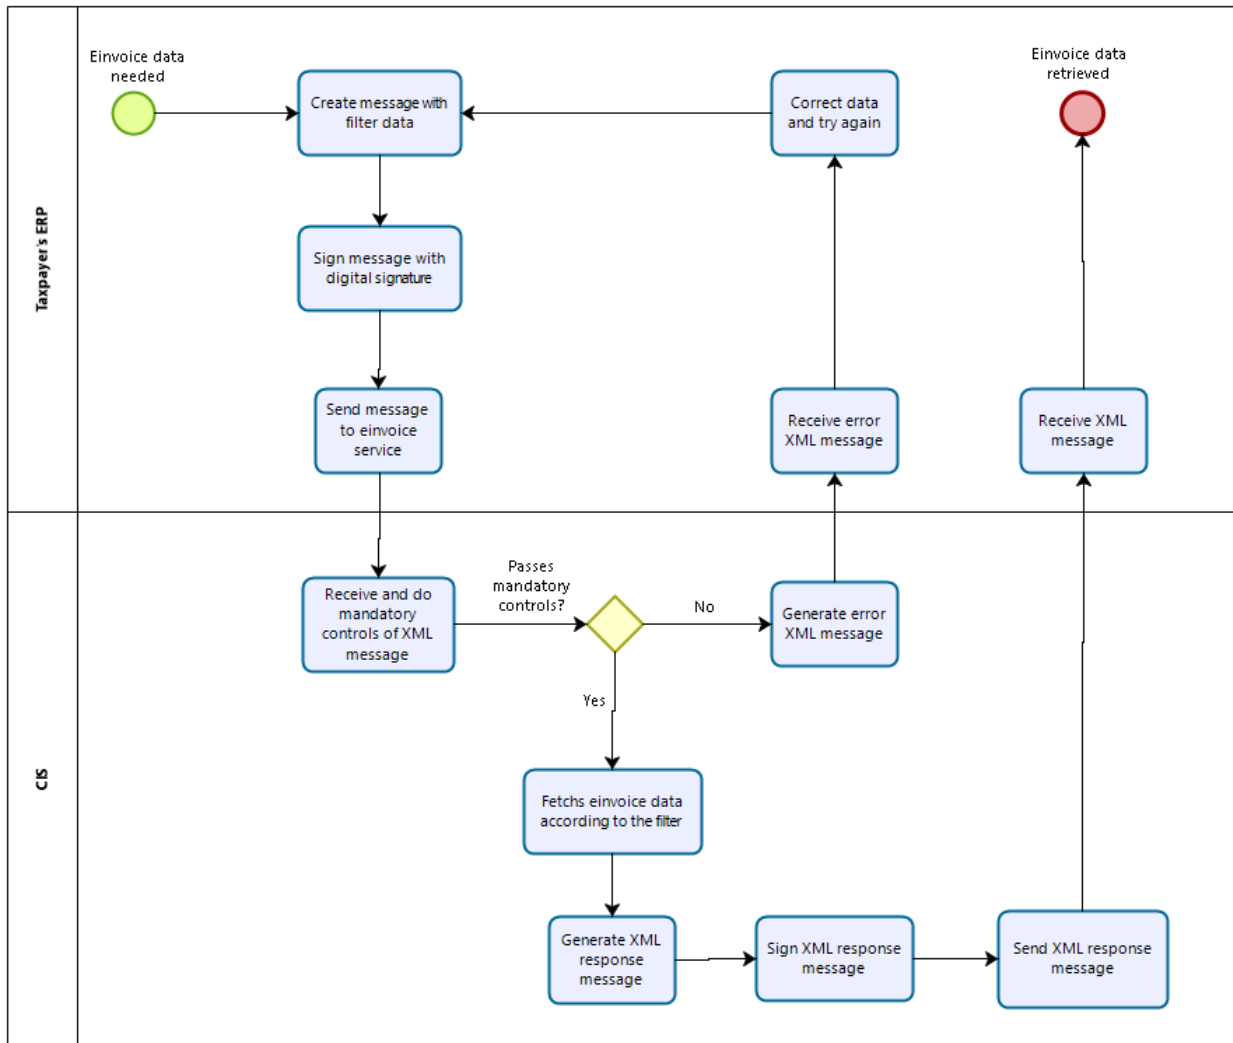 Taxpayer's ERP
Einvoice data
needed
Create message with
filter data
Correct data
and try again
Einvoice data
retrieved
Sign message with
digital signature
Send message
to einvoice
service
Receive error
XML message
Receive XML
message
CIS
Receive and do
mandatory
controls of XML
message
Passes
mandatory
controls?
No
Generate error
XML message
Yes
Fetchs einvoice data
according to the filter
Generate XML
response
message
Sign XML response
message
Send XML response
message